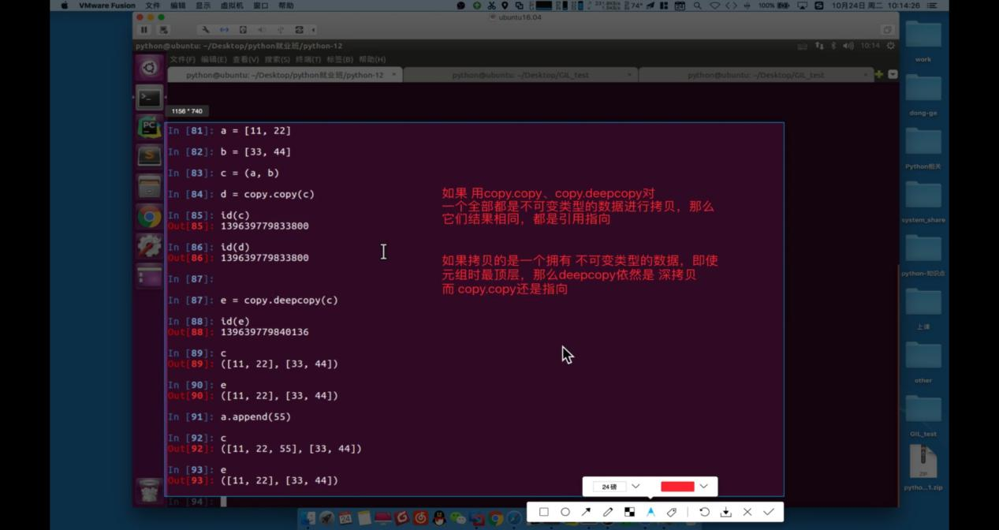 VMware Fusion 文件 编辑 显示 虚拟机 窗口 帮助
74° 100% 10月24日 周二 10:14:26
ubuntu16.04
python@ubuntu: ~/Desktop/python就业班/python-12
10:14
文件(F) 编辑(E) 查看(V) 搜索(S) 终端(T) 标签(B) 帮助(H)
python@ubuntu: ~/Desktop/python就业班/python-12 × python@ubuntu: ~/Desktop/GIL_test × python@ubuntu: ~/Desktop/GIL_test ×
1156 * 740
In [81]: a = [11, 22]
In [82]: b = [33, 44]
In [83]: c = (a, b)
In [84]: d = copy.copy(c)
In [85]: id(c)
Out[85]: 139639779833800
In [86]: id(d)
Out[86]: 139639779833800
In [87]:
In [87]: e = copy.deepcopy(c)
In [88]: id(e)
Out[88]: 139639779840136
In [89]: c
Out[89]: ([11, 22], [33, 44])
In [90]: e
Out[90]: ([11, 22], [33, 44])
In [91]: a.append(55)
In [92]: c
Out[92]: ([11, 22, 55], [33, 44])
In [93]: e
Out[93]: ([11, 22], [33, 44])
In [94]:
如果 用copy.copy、copy.deepcopy对
一个全部都是不可变类型的数据进行拷贝，那么
它们结果相同，都是引用指向
如果拷贝的是一个拥有 不可变类型的数据，即使
元组时最顶层，那么deepcopy依然是 深拷贝
而 copy.copy还是指向
24磅
work
dong-ge
Python相关
system_share
python-知识点
上课
other
GIL_test
ZIP
pytho...1.zip